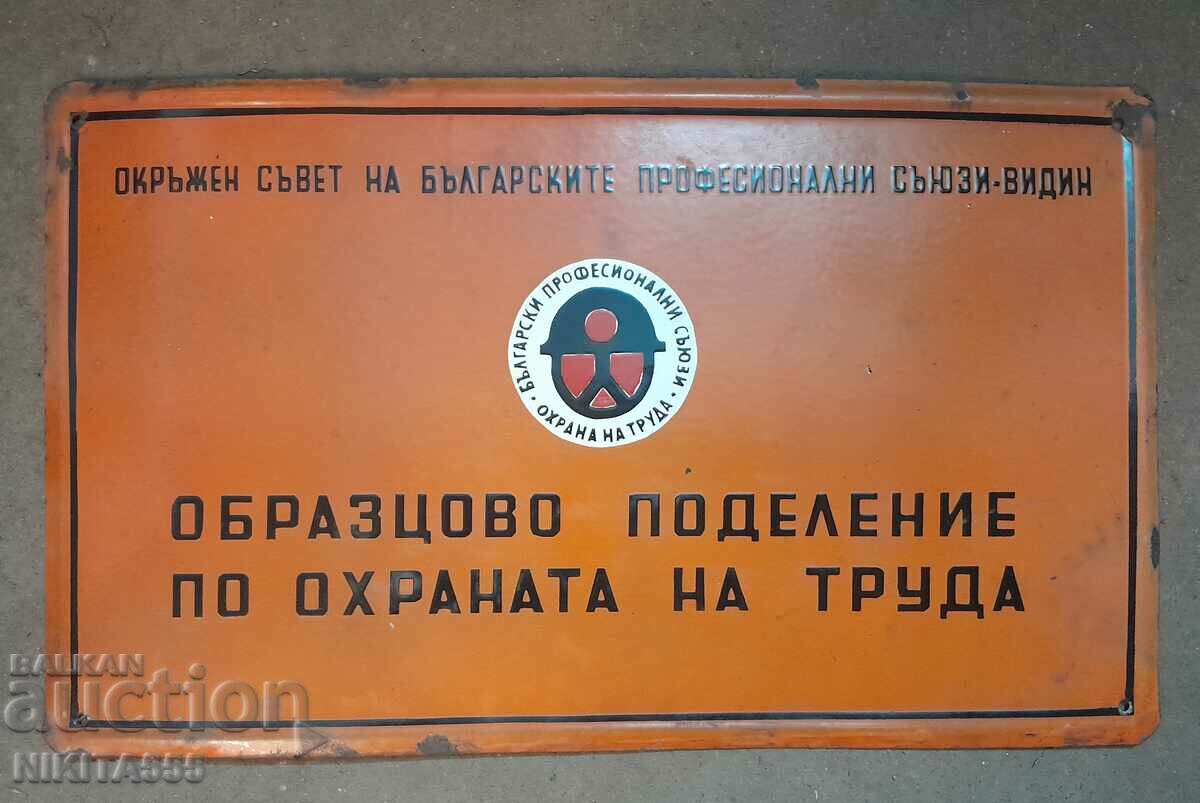 ОКРЪЖЕН СЪВЕТ НА БЪЛГАРСКИТЕ ПРОФЕСИОНАЛНИ СЪЮЗИ-ВИДИН
БЪЛГАРСКИ ПРОФЕСИОНАЛНИ СЪЮЗИ
· ОХРАНА НА ТРУДА ·
ОБРАЗЦОВО ПОДЕЛЕНИЕ
ПО ОХРАНАТА НА ТРУДА
BALKAN
auction
NIKITA555